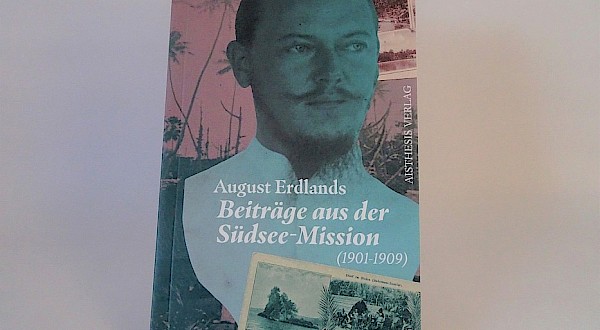 AISTHESIS VERLAG
August Erdlands
Beiträge aus der
Südsee-Mission
(1901-1909)